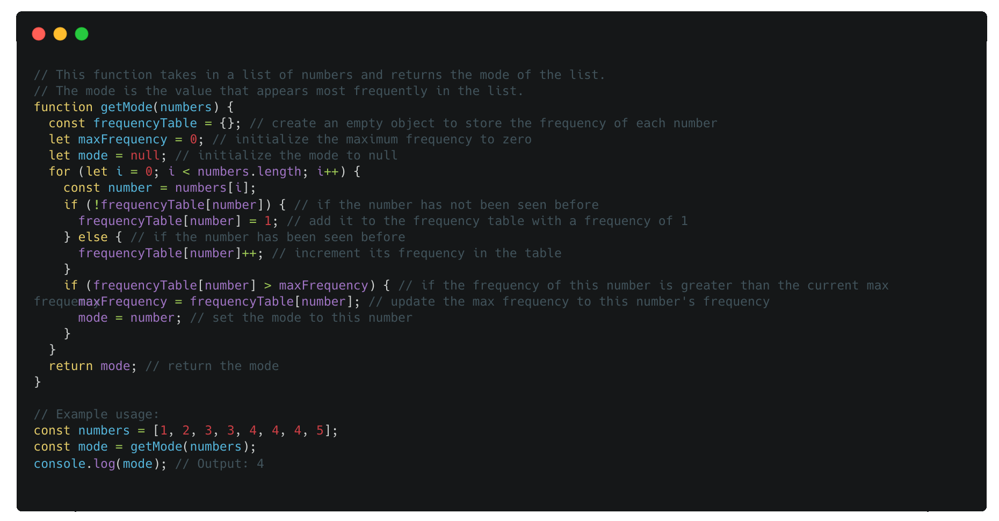 // This function takes in a list of numbers and returns the mode of the list.
// The mode is the value that appears most frequently in the list.
function getMode(numbers) {
  const frequencyTable = {}; // create an empty object to store the frequency of each number
  let maxFrequency = 0; // initialize the maximum frequency to zero
  let mode = null; // initialize the mode to null
  for (let i = 0; i < numbers.length; i++) {
    const number = numbers[i];
    if (!frequencyTable[number]) { // if the number has not been seen before
      frequencyTable[number] = 1; // add it to the frequency table with a frequency of 1
    } else { // if the number has been seen before
      frequencyTable[number]++; // increment its frequency in the table
    }
    if (frequencyTable[number] > maxFrequency) { // if the frequency of this number is greater than the current max
frequency
      maxFrequency = frequencyTable[number]; // update the max frequency to this number's frequency
      mode = number; // set the mode to this number
    }
  }
  return mode; // return the mode
}

// Example usage:
const numbers = [1, 2, 3, 3, 4, 4, 4, 5];
const mode = getMode(numbers);
console.log(mode); // Output: 4